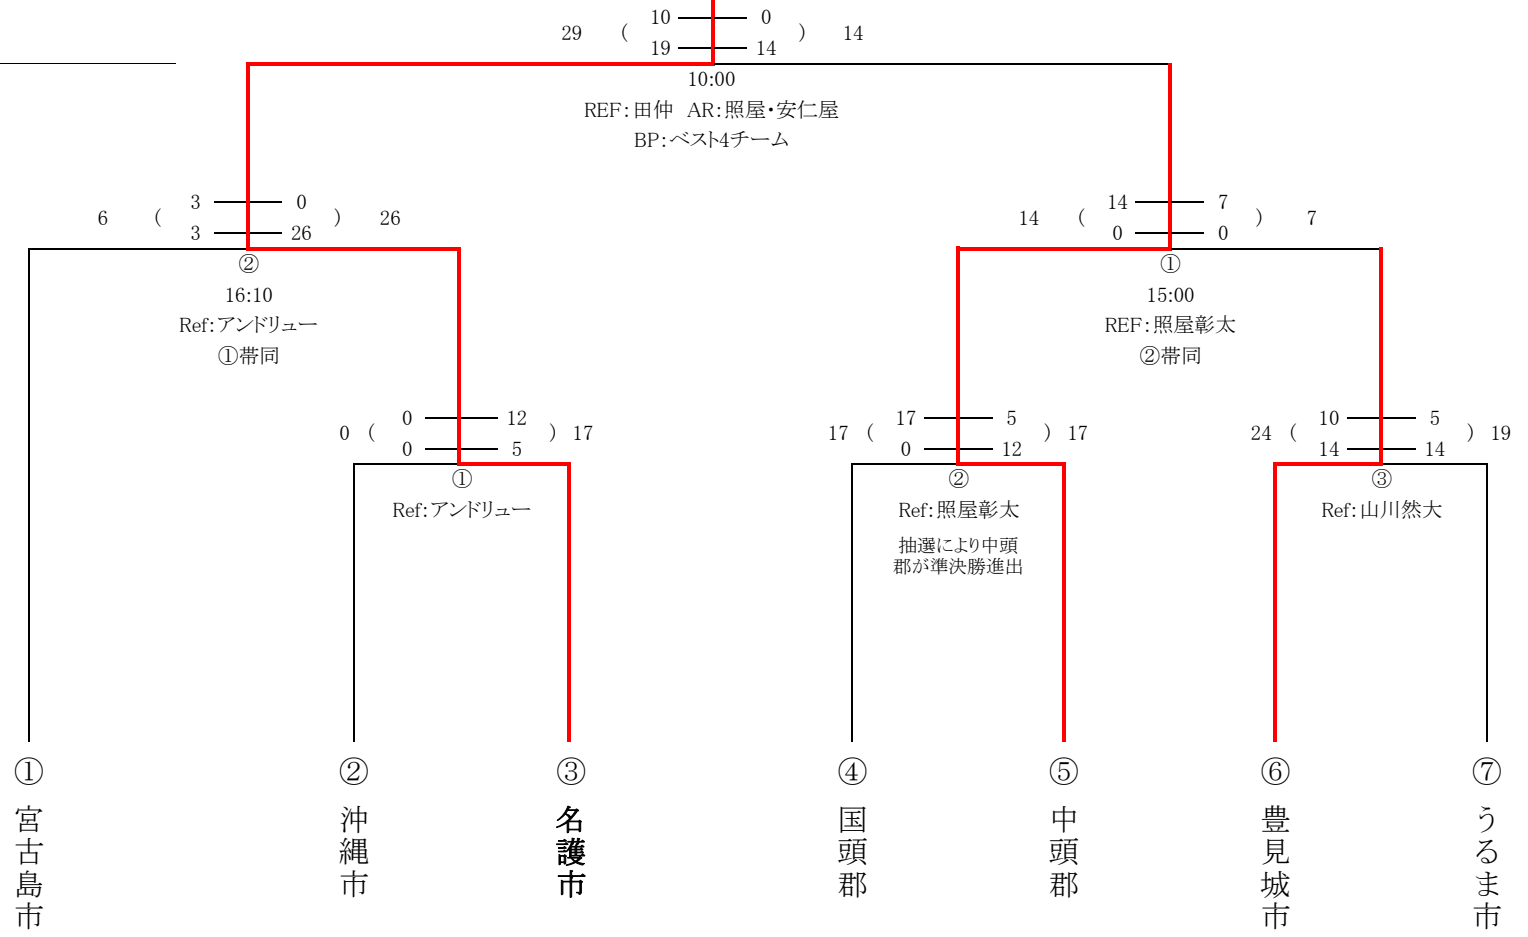 10 0
29 ( ) 14
19 14
10:00
REF：田仲 AR：照屋・安仁屋
BP：ベスト4チーム
3 0
6 ( ) 26
3 26
②
16:10
Ref：アンドリュー
①帯同
14 7
14 ( ) 7
0 0
①
15:00
REF：照屋彰太
②帯同
0 12
0 ( ) 17
0 5
①
Ref：アンドリュー
17 5
17 ( ) 17
0 12
②
Ref：照屋彰太
抽選により中頭
郡が準決勝進出
10 5
24 ( ) 19
14 14
③
Ref：山川然大
①
宮古島市
②
沖縄市
③
名護市
④
国頭郡
⑤
中頭郡
⑥
豊見城市
⑦
うるま市